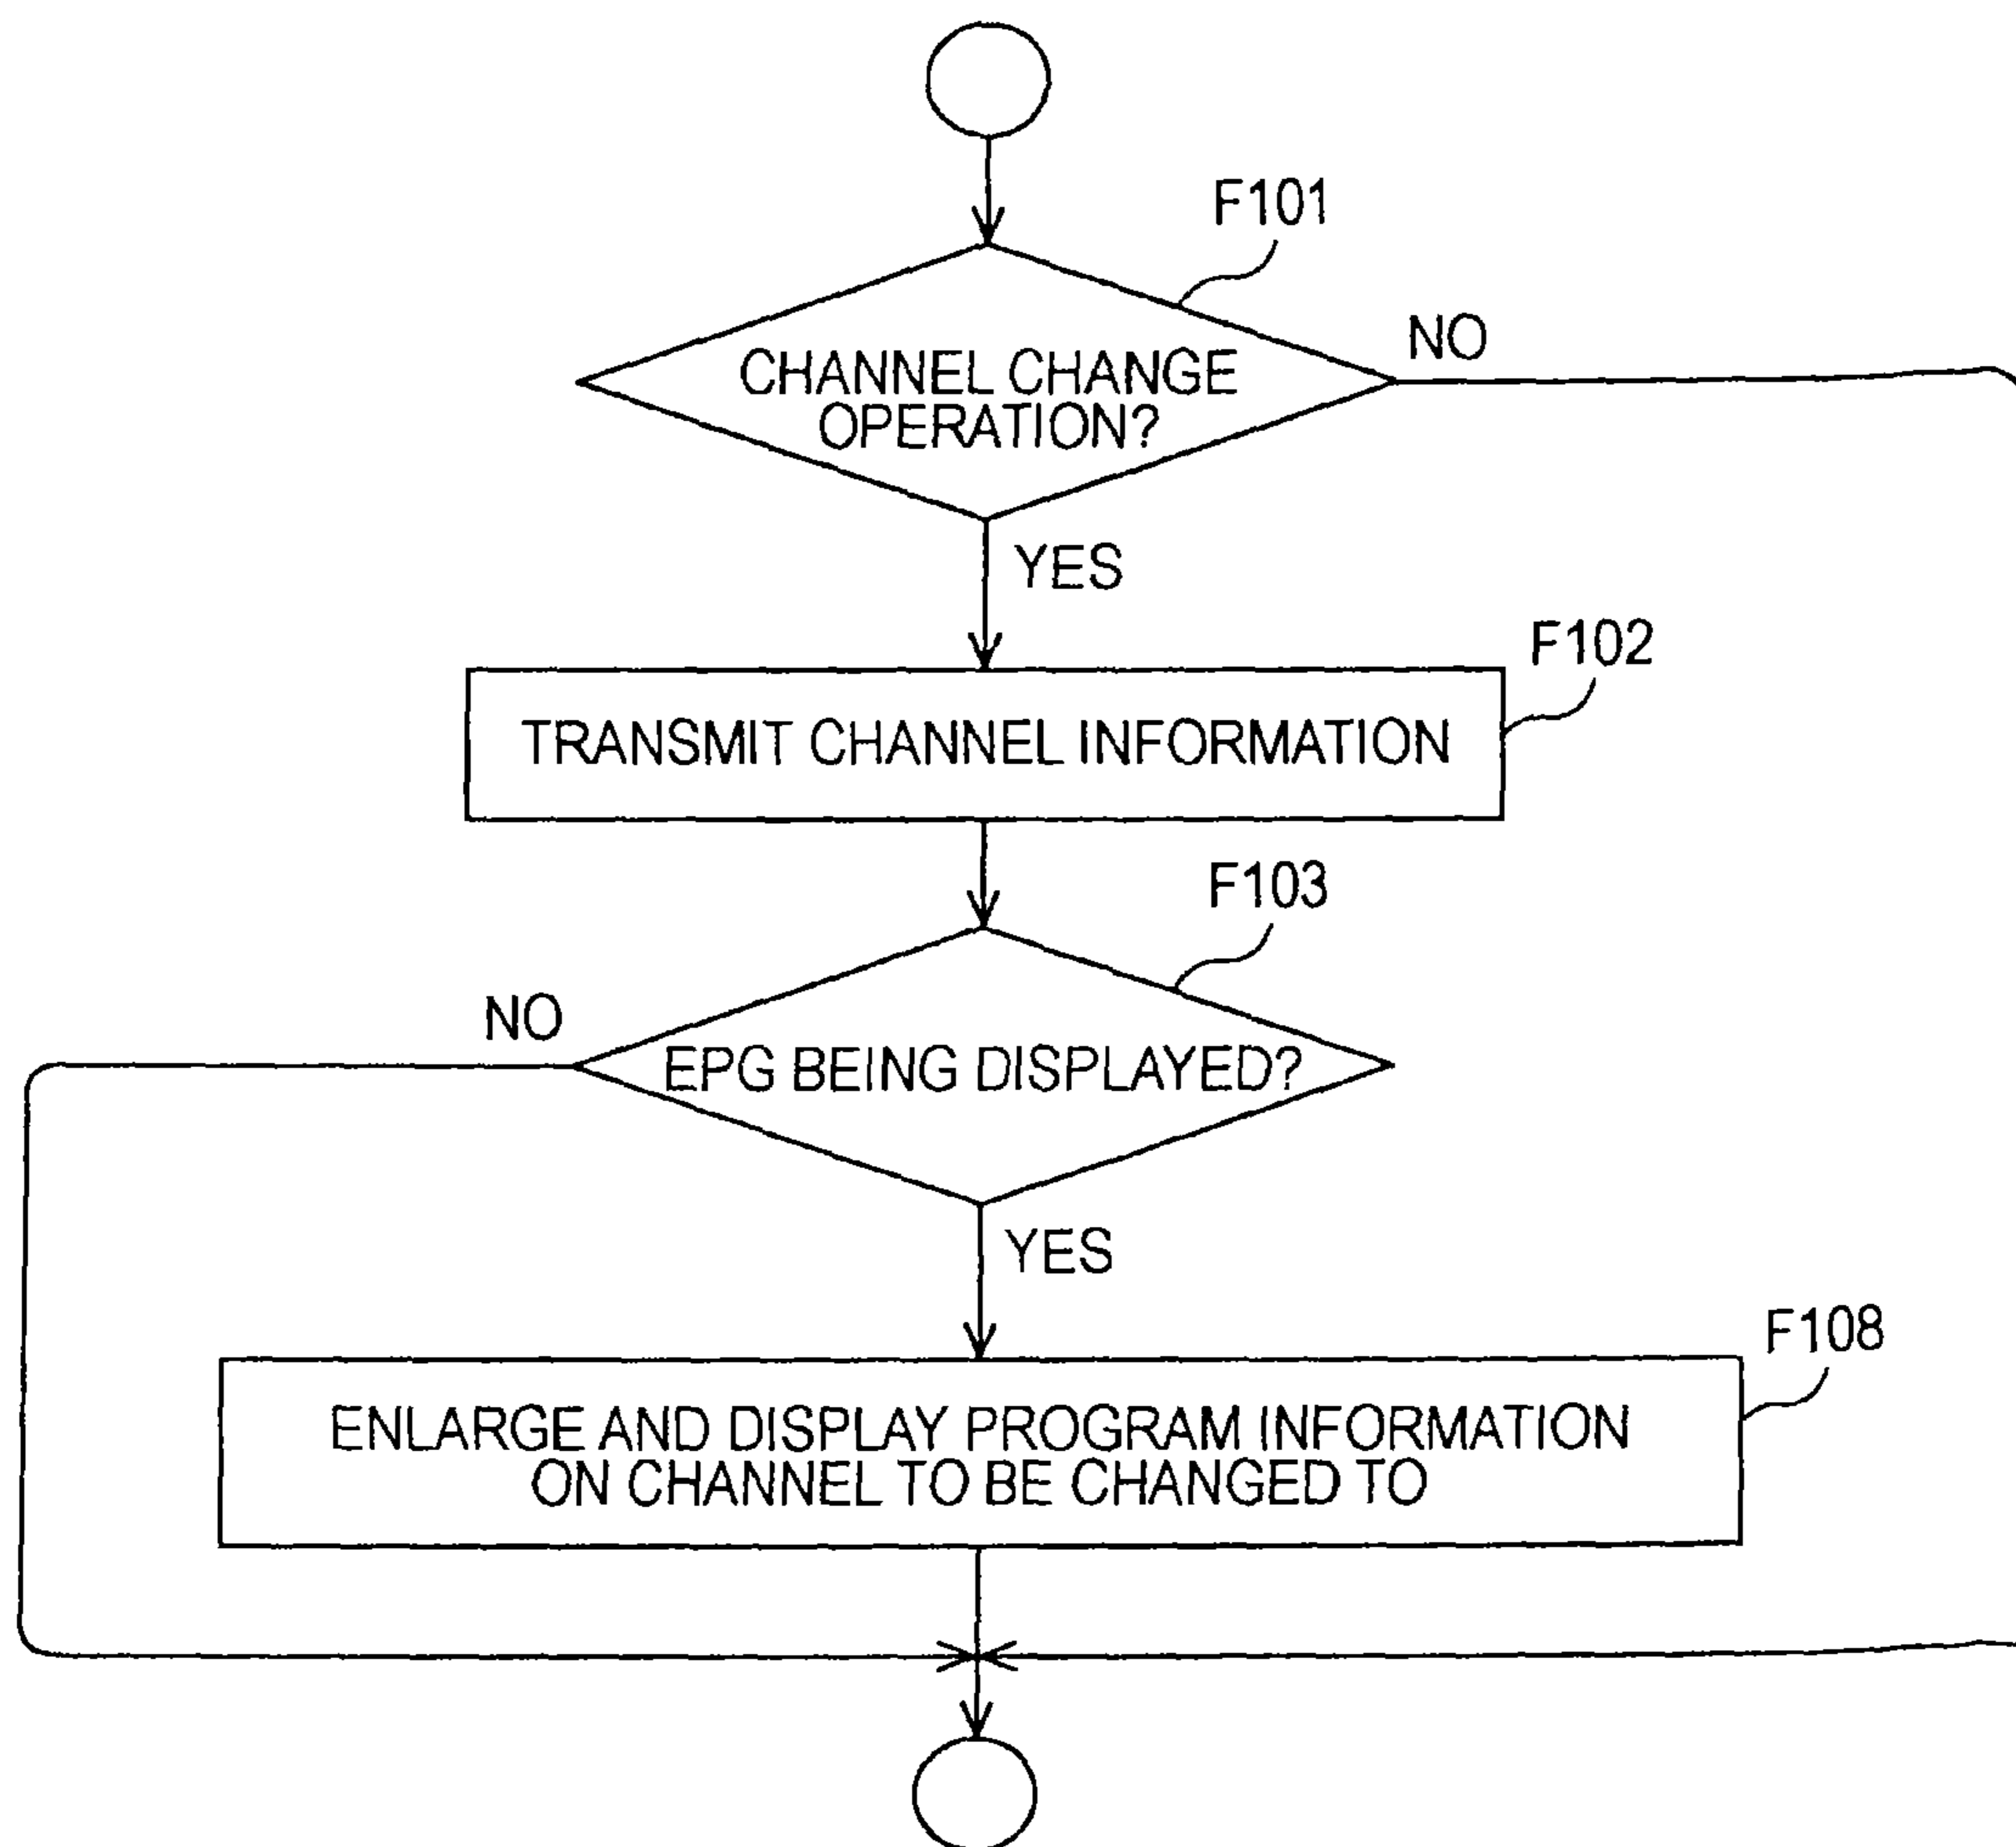 F101
CHANNEL CHANGE
OPERATION?
NO
YES
F102
TRANSMIT CHANNEL INFORMATION
F103
NO
EPG BEING DISPLAYED?
YES
F108
ENLARGE AND DISPLAY PROGRAM INFORMATION
ON CHANNEL TO BE CHANGED TO